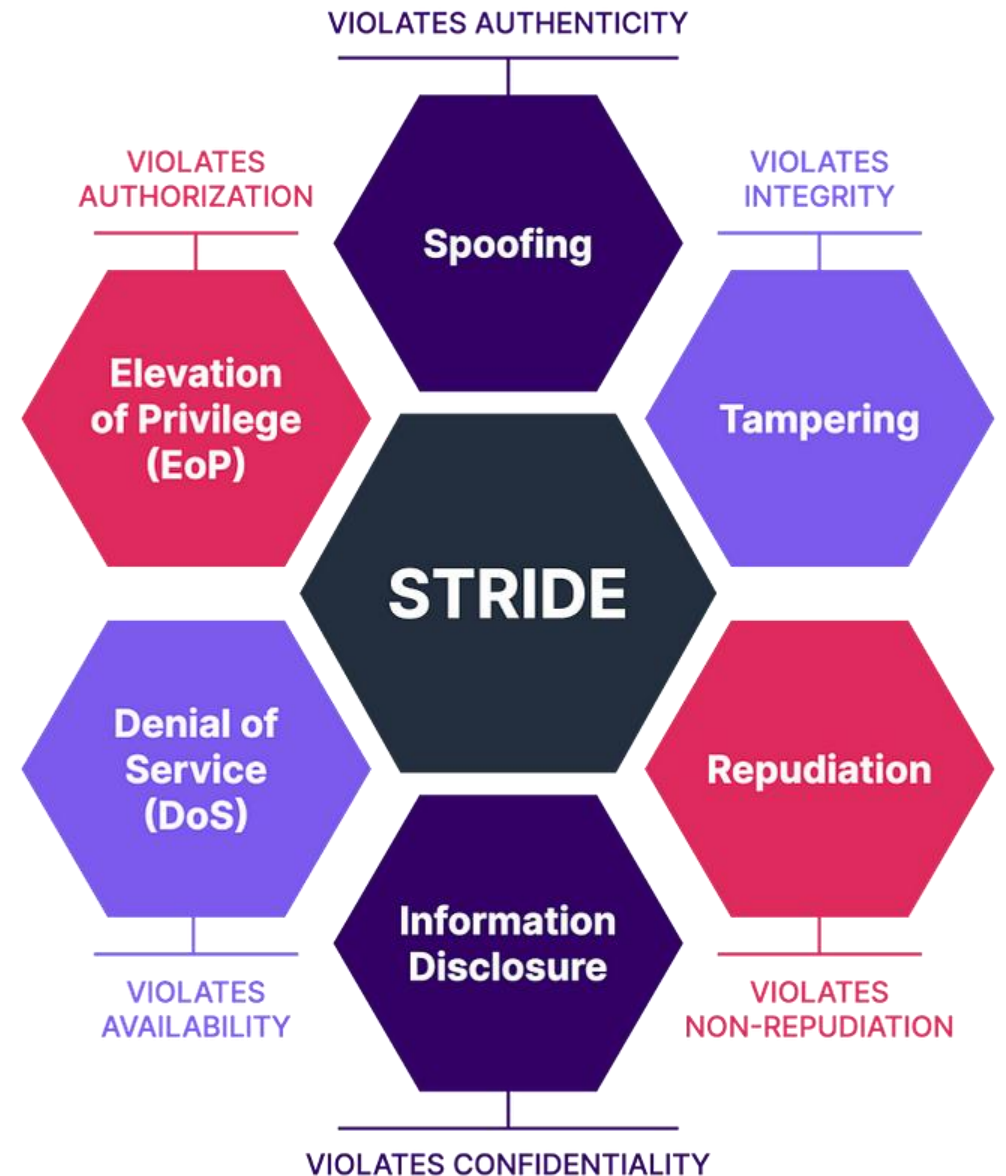 VIOLATES AUTHENTICITY
Spoofing
VIOLATES
AUTHORIZATION
Elevation
of Privilege
(EoP)
VIOLATES
INTEGRITY
Tampering
STRIDE
Denial of
Service
(DoS)
VIOLATES
AVAILABILITY
Repudiation
VIOLATES
NON-REPUDIATION
Information
Disclosure
VIOLATES CONFIDENTIALITY